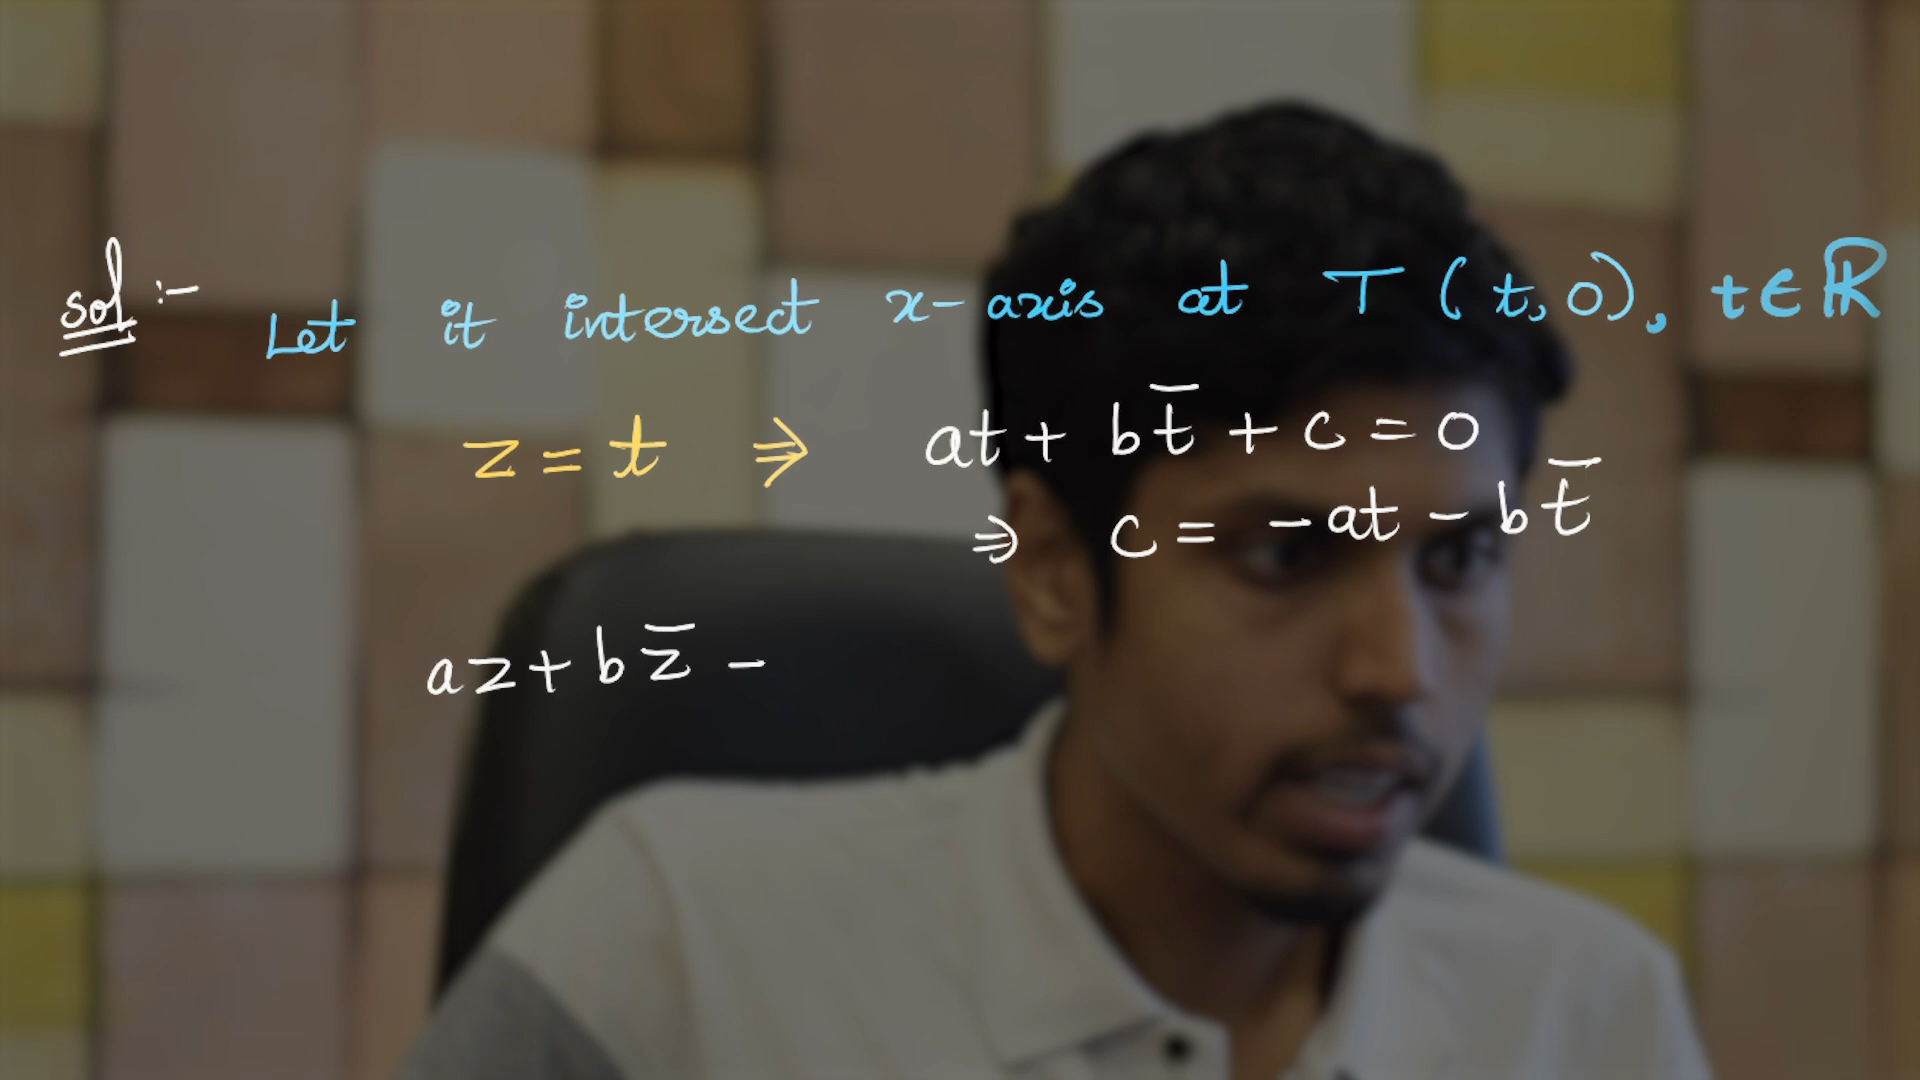 sol :- Let it intersect x-axis at T (t, 0), t ∈ ℝ
z = t ⇒ at + bt̅ + c = 0
⇒ c = - at - bt̅
az + bz̅ -